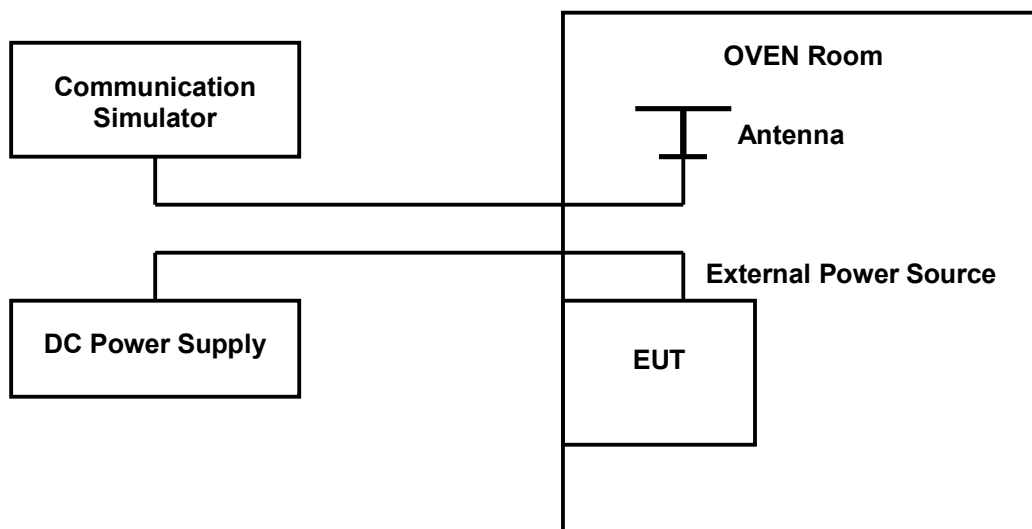 OVEN Room
Communication
Simulator
Antenna
External Power Source
DC Power Supply
EUT